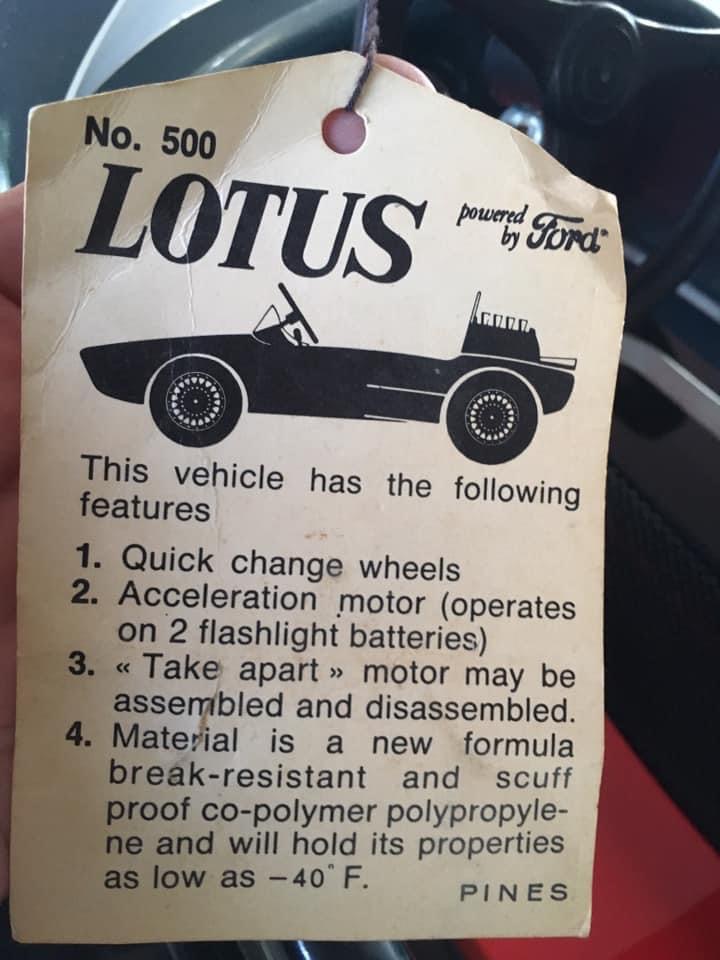 No. 500
LOTUS
powered
by Ford
This vehicle has the following
features
1. Quick change wheels
2. Acceleration motor (operates
on 2 flashlight batteries)
3. « Take apart » motor may be
assembled and disassembled.
4. Material is a new formula
break-resistant and scuff
proof co-polymer polypropyle-
ne and will hold its properties
as low as −40° F.
PINES